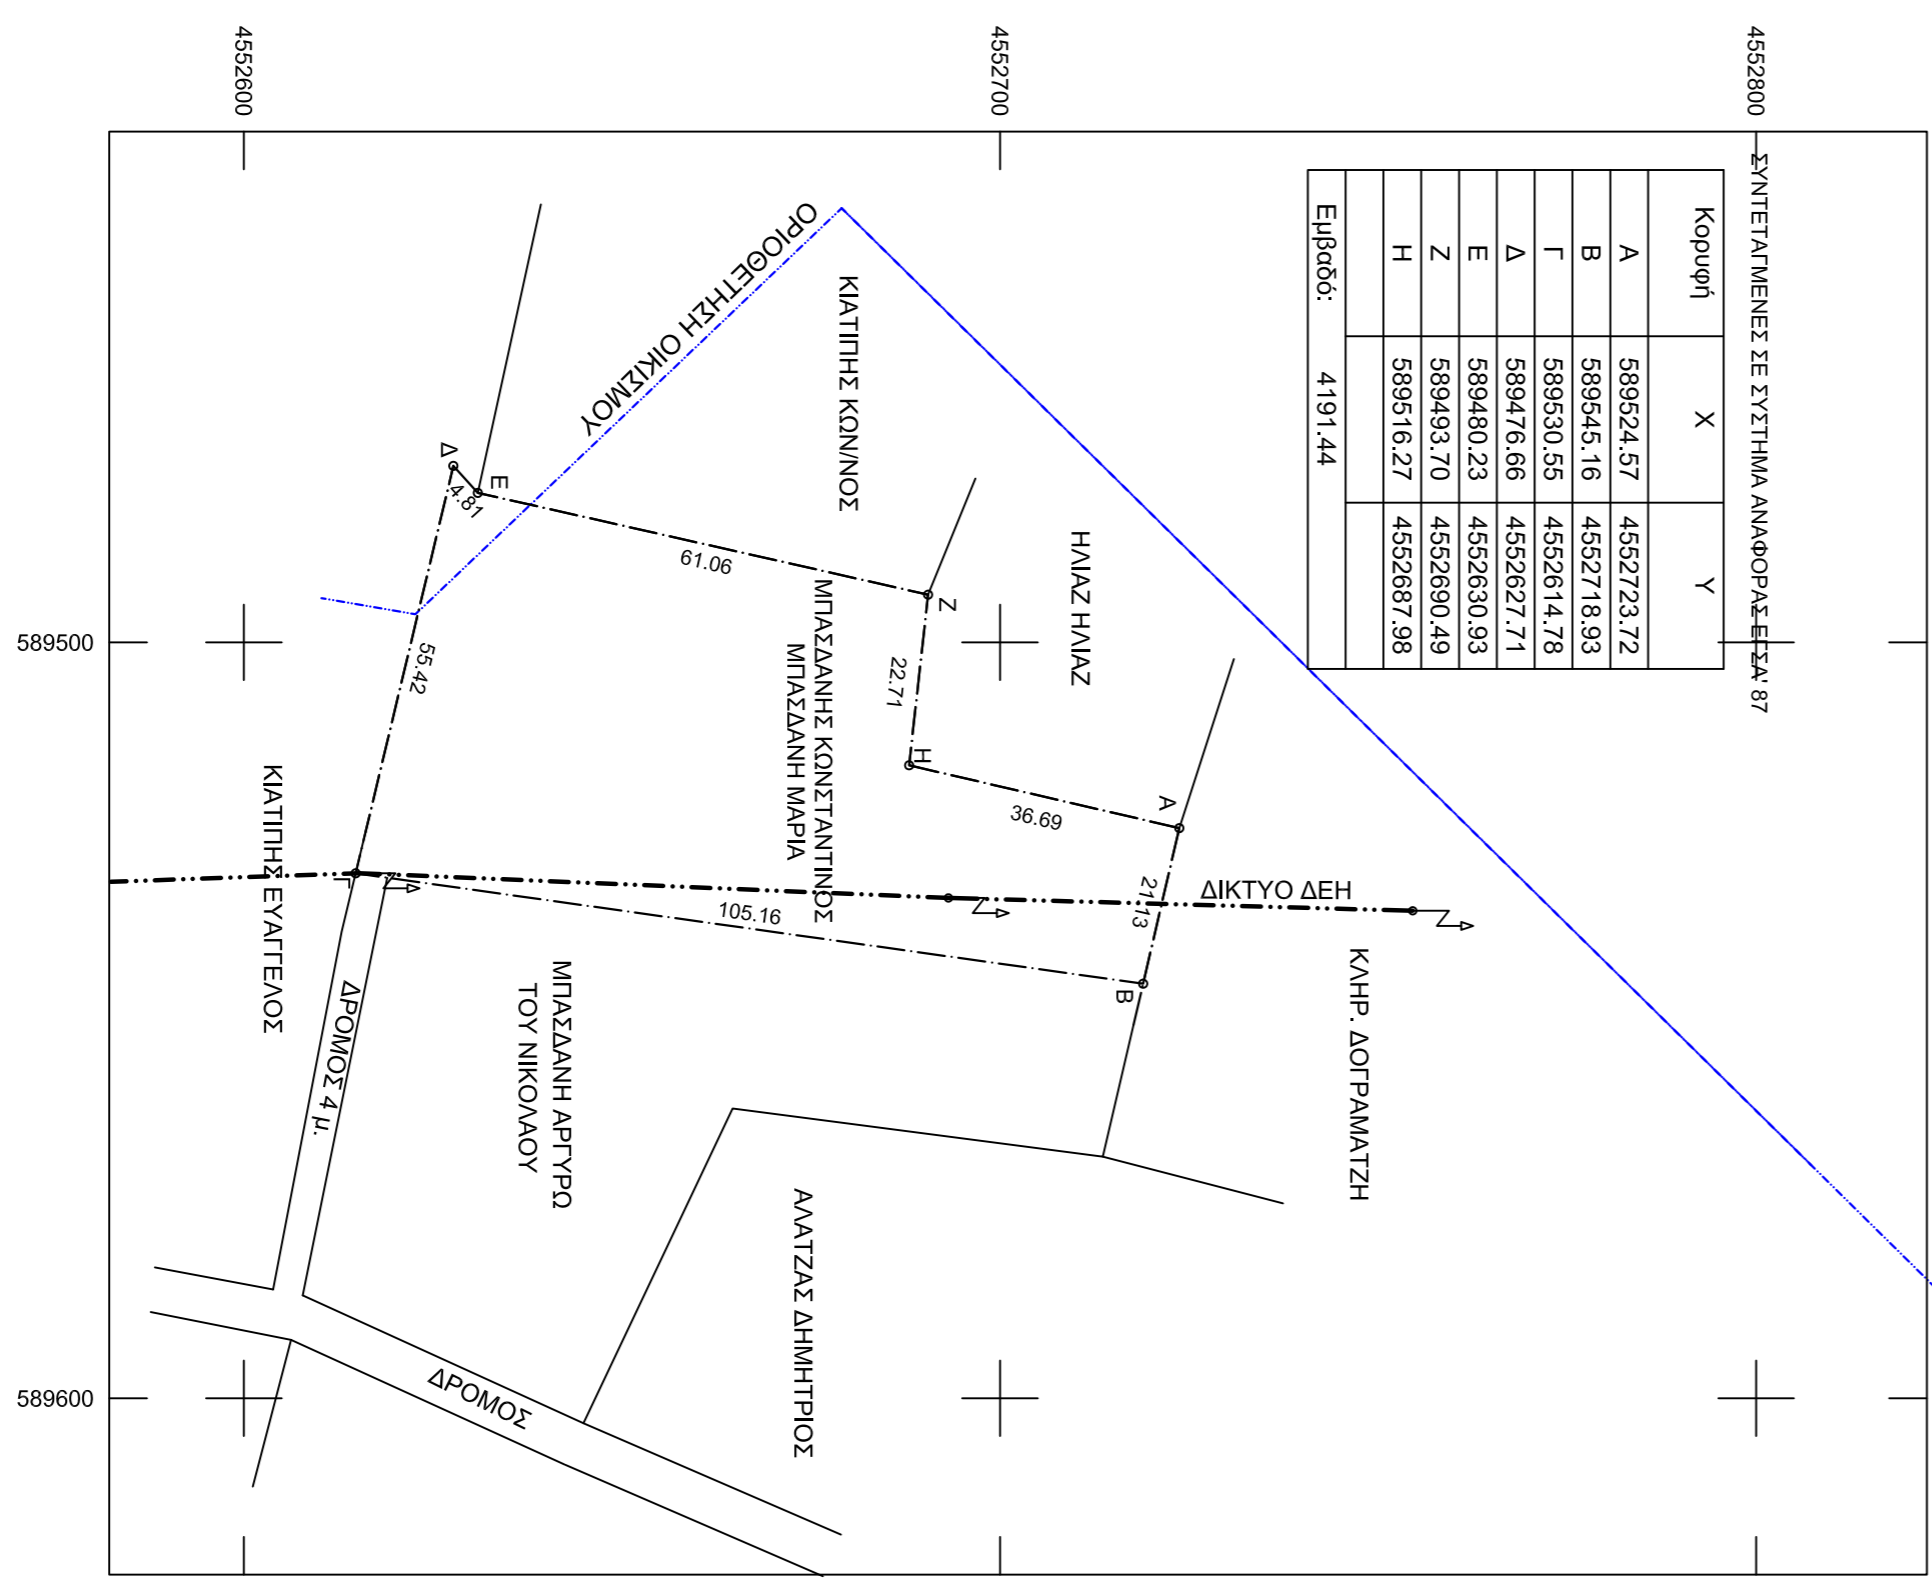 4552600
4552700
4552800
589500
589600
ΣΥΝΤΕΤΑΓΜΕΝΕΣ ΣΕ ΣΥΣΤΗΜΑ ΑΝΑΦΟΡΑΣ ΕΓΣΑ' 87
Κορυφή X Y
Α 589524.57 4552723.72
Β 589545.16 4552718.93
Γ 589530.55 4552614.78
Δ 589476.66 4552627.71
Ε 589480.23 4552630.93
Ζ 589493.70 4552690.49
Η 589516.27 4552687.98
Εμβαδό: 4191.44
ΟΡΙΟΘΕΤΗΣΗ ΟΙΚΙΣΜΟΥ
ΚΙΑΤΙΠΗΣ ΚΩΝ/ΝΟΣ
ΗΛΙΑΖ ΗΛΙΑΖ
Δ
Ε
4.81
61.06
Ζ
22.71
Η
36.69
Α
21.13
Β
55.42
Γ
105.16
ΜΠΑΣΔΑΝΗΣ ΚΩΝΣΤΑΝΤΙΝΟΣ
ΜΠΑΣΔΑΝΗ ΜΑΡΙΑ
ΔΙΚΤΥΟ ΔΕΗ
ΚΛΗΡ. ΔΟΓΡΑΜΑΤΖΗ
ΚΙΑΤΙΠΗΣ ΕΥΑΓΓΕΛΟΣ
ΔΡΟΜΟΣ 4 μ.
ΜΠΑΣΔΑΝΗ ΑΡΓΥΡΩ
ΤΟΥ ΝΙΚΟΛΑΟΥ
ΑΛΑΤΖΑΣ ΔΗΜΗΤΡΙΟΣ
ΔΡΟΜΟΣ